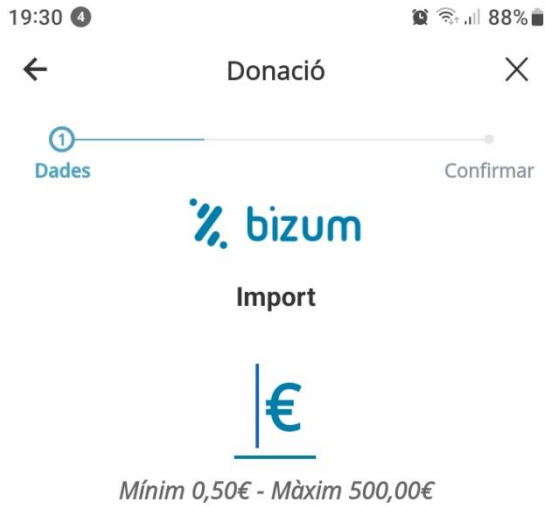 19:30 4 88%
Donació
1
Dades Confirmar
bizum
Import
€
Mínim 0,50€ - Màxim 500,00€